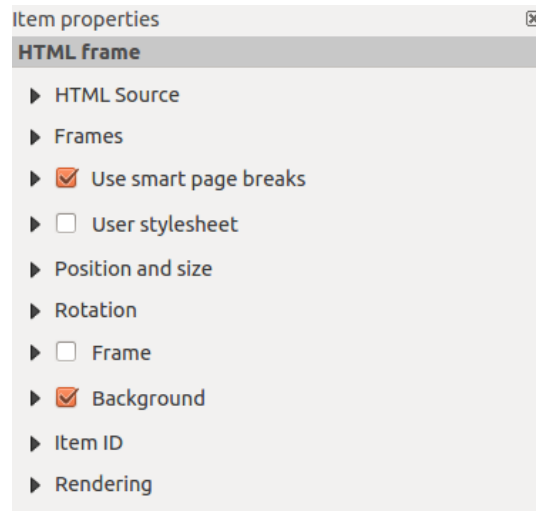 Item properties
HTML frame
HTML Source
Frames
Use smart page breaks
User stylesheet
Position and size
Rotation
Frame
Background
Item ID
Rendering